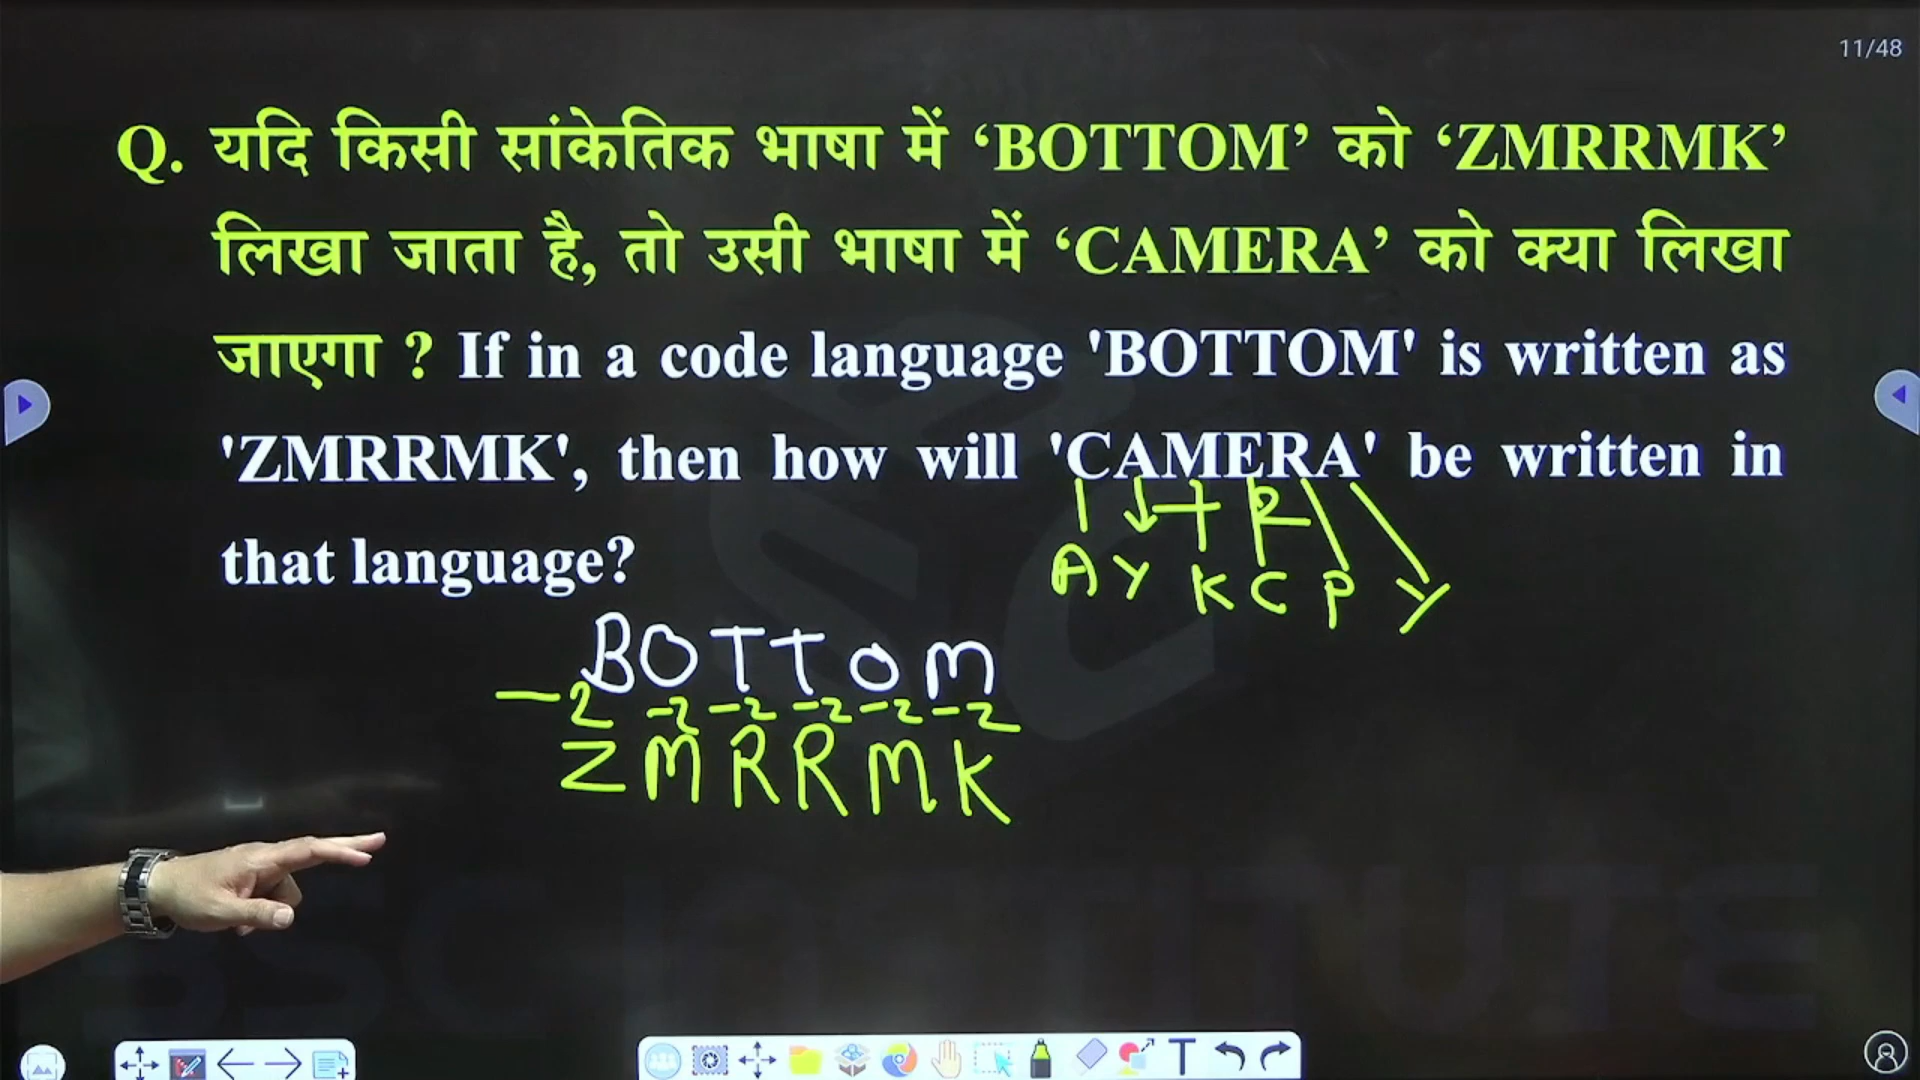 11/48
Q. यदि किसी सांकेतिक भाषा में ‘BOTTOM’ को ‘ZMRRMK’
लिखा जाता है, तो उसी भाषा में ‘CAMERA’ को क्या लिखा
जाएगा ? If in a code language 'BOTTOM' is written as
'ZMRRMK', then how will 'CAMERA' be written in
that language?
A Y K C P Y
BOTTOM
-2 -2 -2 -2 -2 -2
ZMRRMK
INSTITUTE